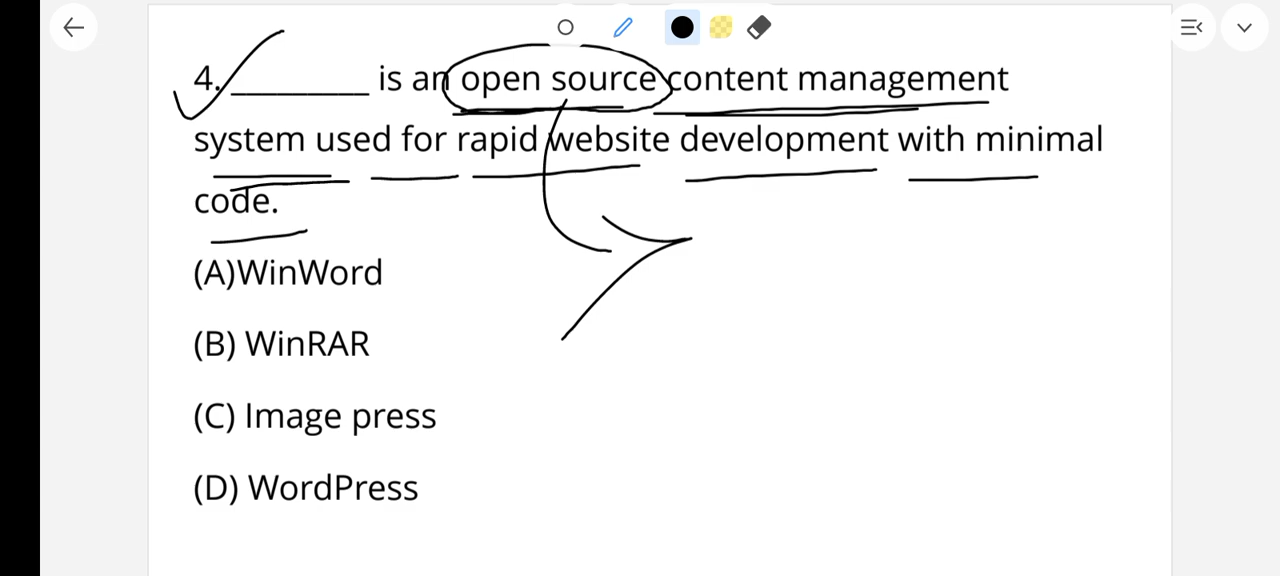 4. ________ is an open source content management
system used for rapid website development with minimal
code.
(A)WinWord
(B) WinRAR
(C) Image press
(D) WordPress